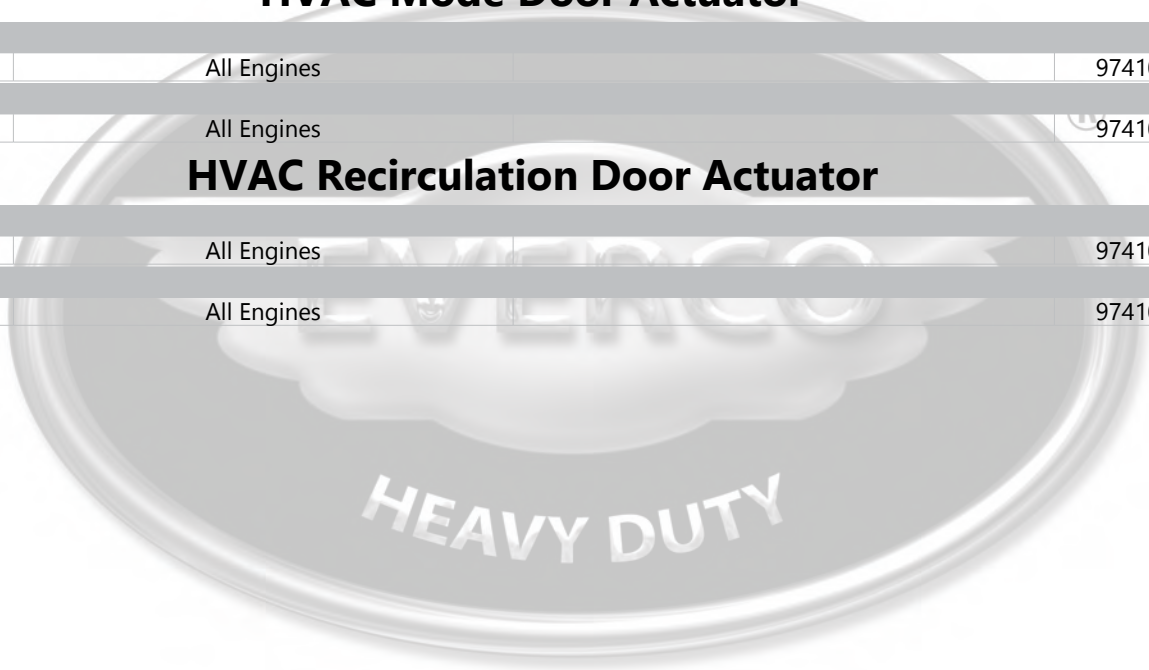 HVAC Mode Door Actuator
All Engines 9741
All Engines 9741
®
HVAC Recirculation Door Actuator
All Engines 9741
EVERCO
All Engines 9741
HEAVY DUTY